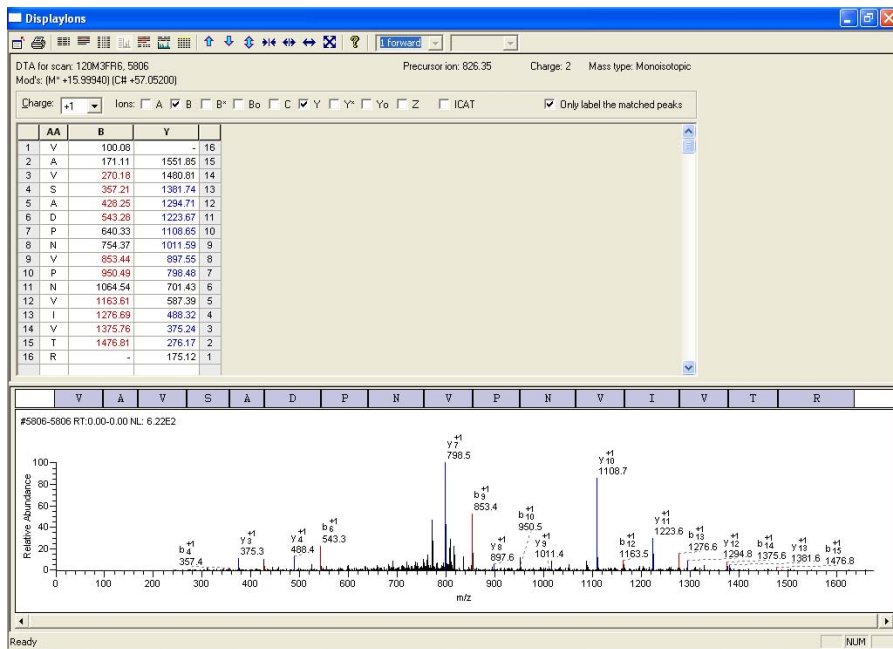 DisplayIons
1 forward
DTA for scan: 120M3FR6, 5806 Precursor ion: 826.35 Charge: 2 Mass type: Monoisotopic
Mod's: (M* +15.99940) (C# +57.05200)
Charge: +1 Ions: A B B* Bo C Y Y* Yo Z ICAT Only label the matched peaks
AA B Y
1 V 100.08 - 16
2 A 171.11 1551.85 15
3 V 270.18 1480.81 14
4 S 357.21 1381.74 13
5 A 428.25 1294.71 12
6 D 543.28 1223.67 11
7 P 640.33 1108.65 10
8 N 754.37 1011.59 9
9 V 853.44 897.55 8
10 P 950.49 798.48 7
11 N 1064.54 701.43 6
12 V 1163.61 587.39 5
13 I 1276.69 488.32 4
14 V 1375.76 375.24 3
15 T 1476.81 276.17 2
16 R - 175.12 1
V A V S A D P N V P N V I V T R
#5806-5806 RT:0.00-0.00 NL: 6.22E2
Relative Abundance
100
80
60
40
20
0
b4 +1
357.4
y3 +1
375.3
y4 +1
488.4
b6 +1
543.3
y7 +1
798.5
b9 +1
853.4
y8 +1
897.6
b10 +1
950.5
y9 +1
1011.4
y10 +1
1108.7
b12 +1
1163.5
y11 +1
1223.6
b13 +1
1276.6
y12 +1
1294.8
b14 +1
1375.6
y13 +1
1381.6
b15 +1
1476.8
0 100 200 300 400 500 600 700 800 900 1000 1100 1200 1300 1400 1500 1600
m/z
Ready NUM